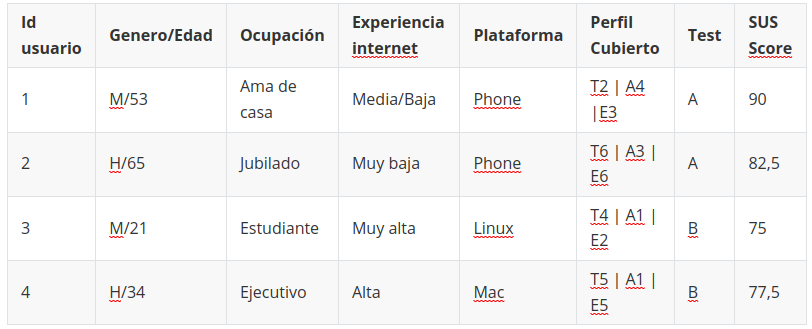 Id usuario | Genero/Edad | Ocupación | Experiencia internet | Plataforma | Perfil Cubierto | Test | SUS Score
1 | M/53 | Ama de casa | Media/Baja | Phone | T2 | A4 |E3 | A | 90
2 | H/65 | Jubilado | Muy baja | Phone | T6 | A3 | E6 | A | 82,5
3 | M/21 | Estudiante | Muy alta | Linux | T4 | A1 | E2 | B | 75
4 | H/34 | Ejecutivo | Alta | Mac | T5 | A1 | E5 | B | 77,5